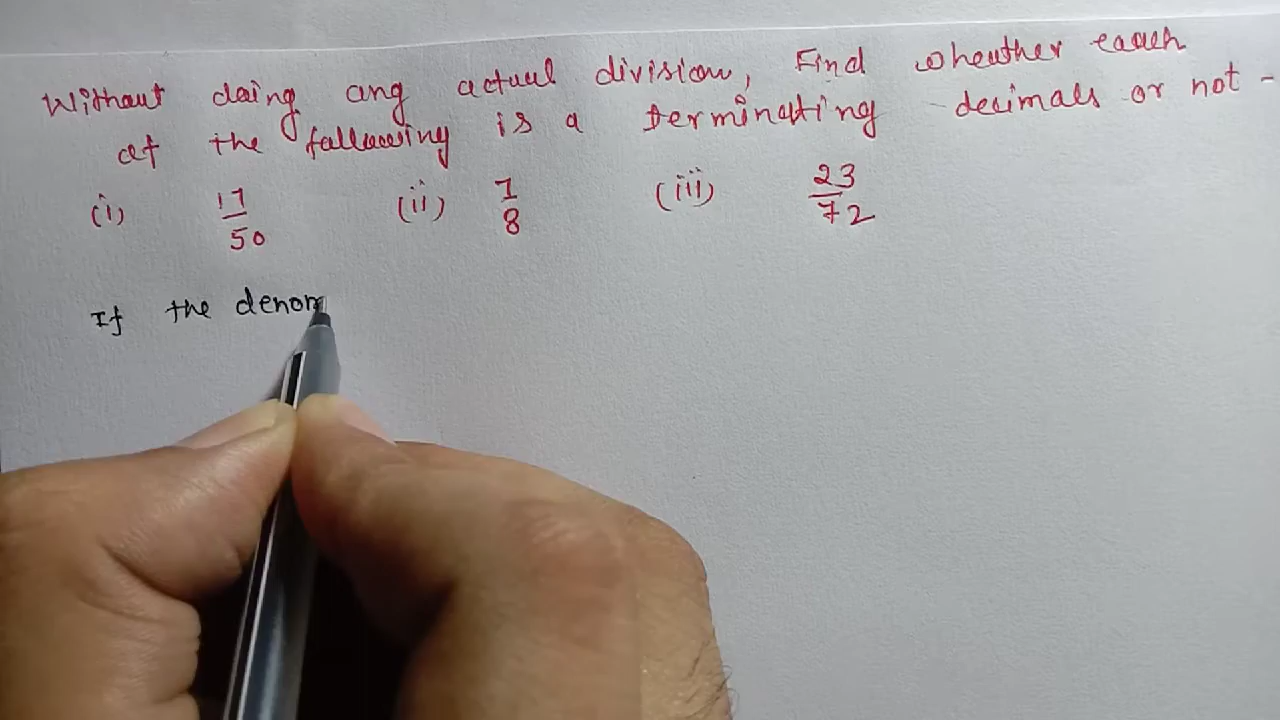 Without doing any actual division, Find wheather each
of the following is a terminating decimals or not -
(i) 17/50 (ii) 7/8 (iii) 23/72
If the denom